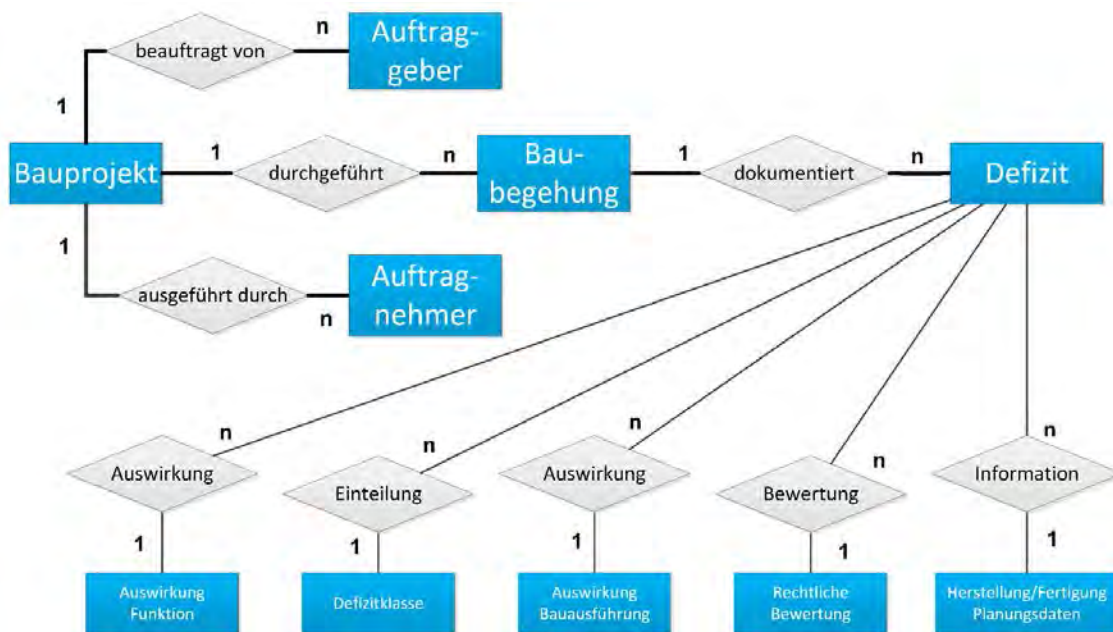 beauftragt von
n
Auftrag-
geber
1
Bauprojekt
1
durchgeführt
n
Bau-
begehung
1
dokumentiert
n
Defizit
1
ausgeführt durch
n
Auftrag-
nehmer
n
Auswirkung
1
Auswirkung
Funktion
n
Einteilung
1
Defizitklasse
n
Auswirkung
1
Auswirkung
Bauausführung
n
Bewertung
1
Rechtliche
Bewertung
n
Information
1
Herstellung/Fertigung
Planungsdaten